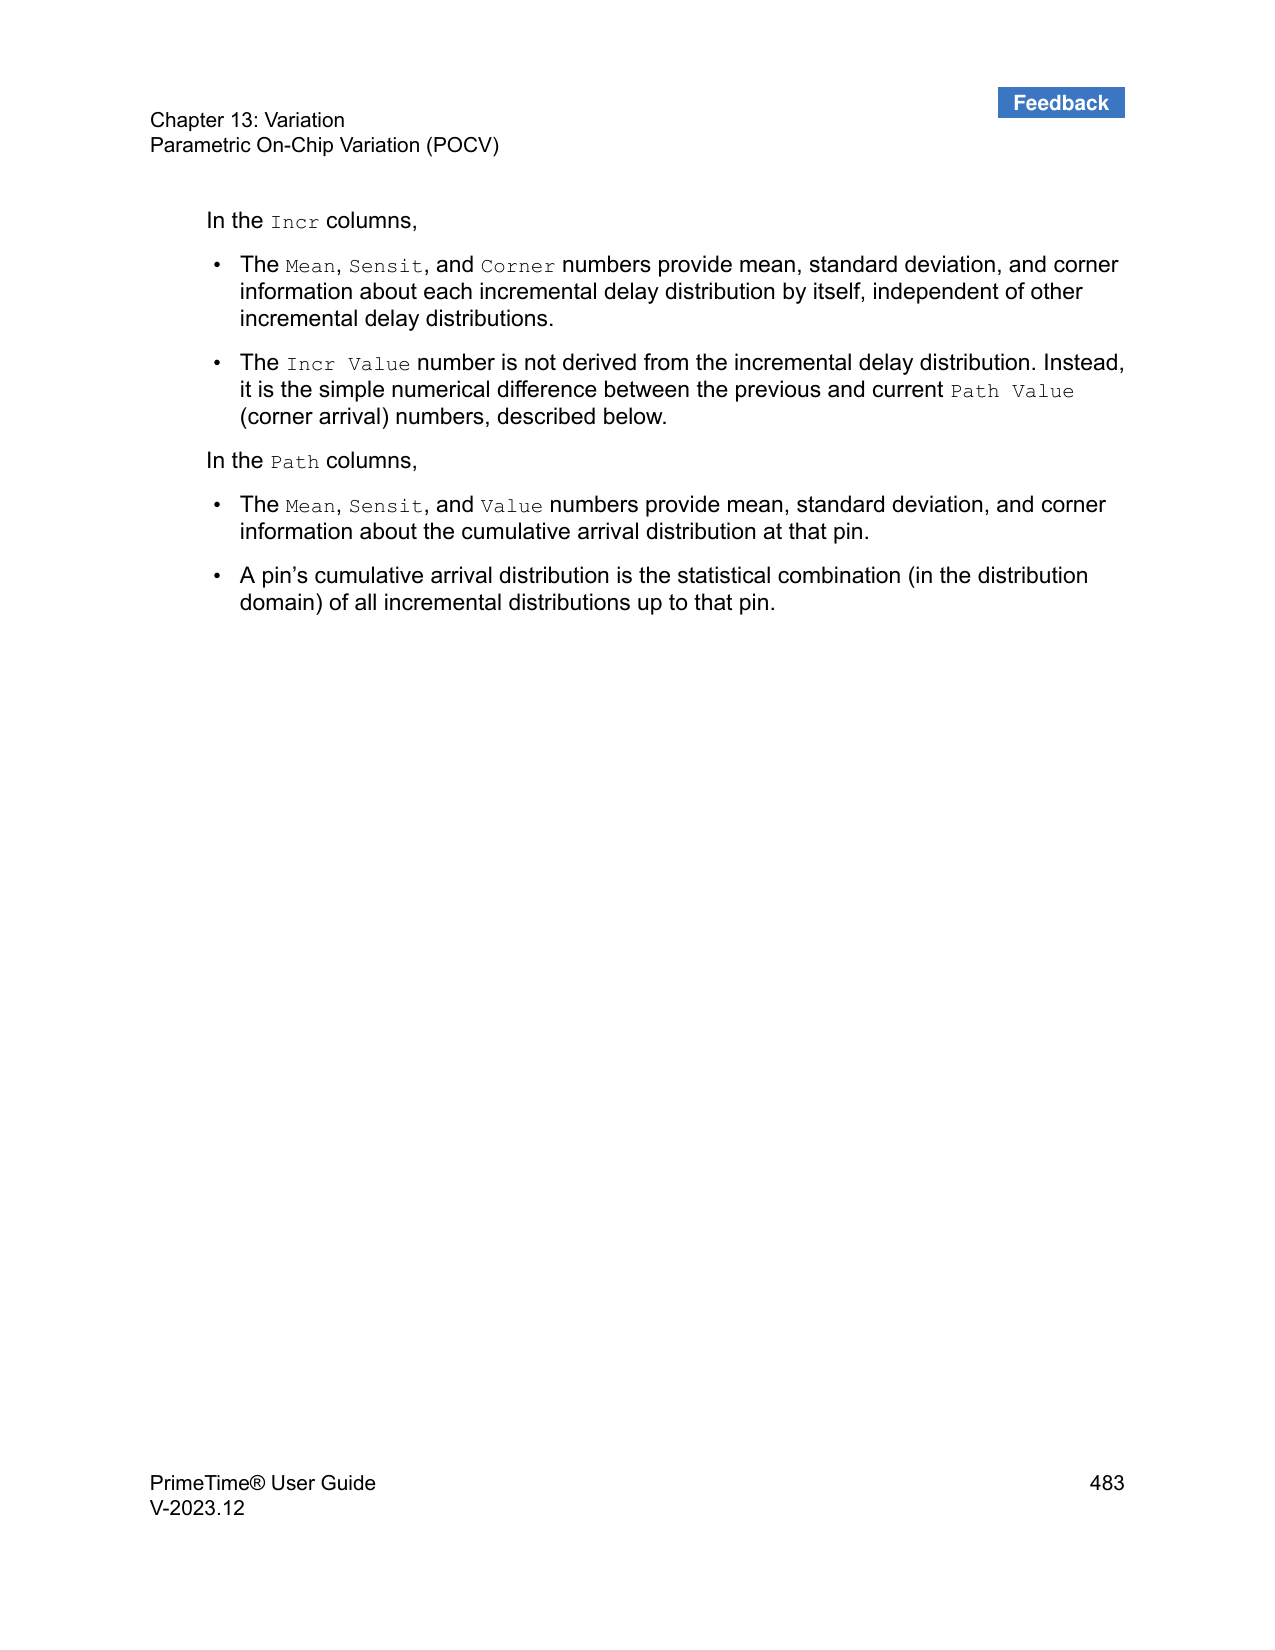 Feedback
Chapter 13: Variation
Parametric On-Chip Variation (POCV)
In the Incr columns,
• The Mean, Sensit, and Corner numbers provide mean, standard deviation, and corner
information about each incremental delay distribution by itself, independent of other
incremental delay distributions.
• The Incr Value number is not derived from the incremental delay distribution. Instead,
it is the simple numerical difference between the previous and current Path Value
(corner arrival) numbers, described below.
In the Path columns,
• The Mean, Sensit, and Value numbers provide mean, standard deviation, and corner
information about the cumulative arrival distribution at that pin.
• A pin’s cumulative arrival distribution is the statistical combination (in the distribution
domain) of all incremental distributions up to that pin.
PrimeTime® User Guide 483
V-2023.12